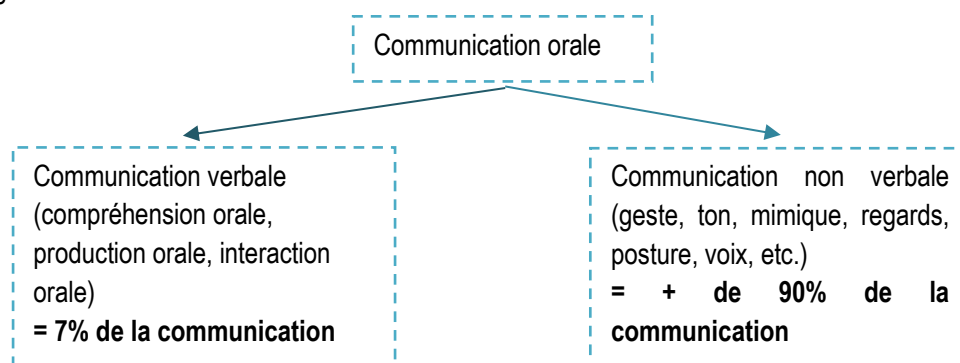 Communication orale
Communication verbale
(compréhension orale,
production orale, interaction
orale)
= 7% de la communication
Communication non verbale
(geste, ton, mimique, regards,
posture, voix, etc.)
= + de 90% de la
communication